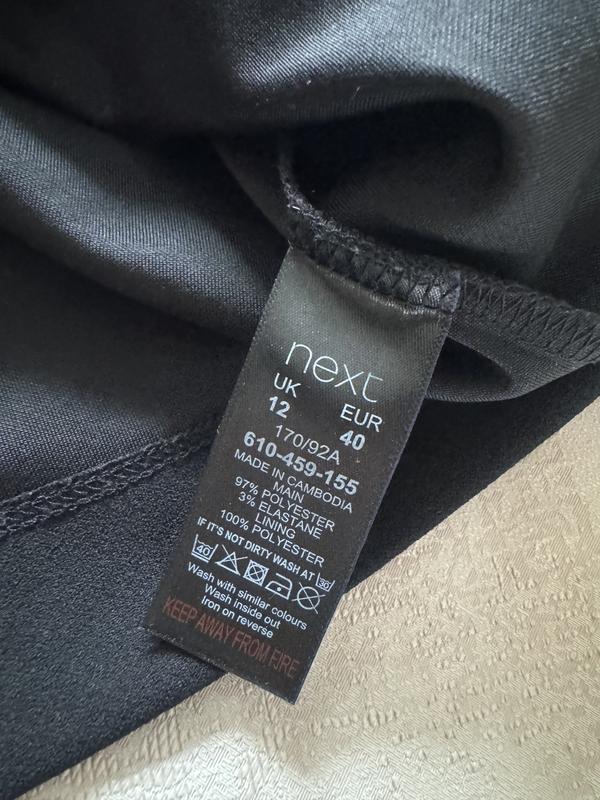 next
UK EUR
12 40
170/92A
610-459-155
MADE IN CAMBODIA
MAIN
97% POLYESTER
3% ELASTANE
LINING
100% POLYESTER
IF IT'S NOT DIRTY WASH AT 30
40
Wash with similar colours
Wash inside out
Iron on reverse
KEEP AWAY FROM FIRE